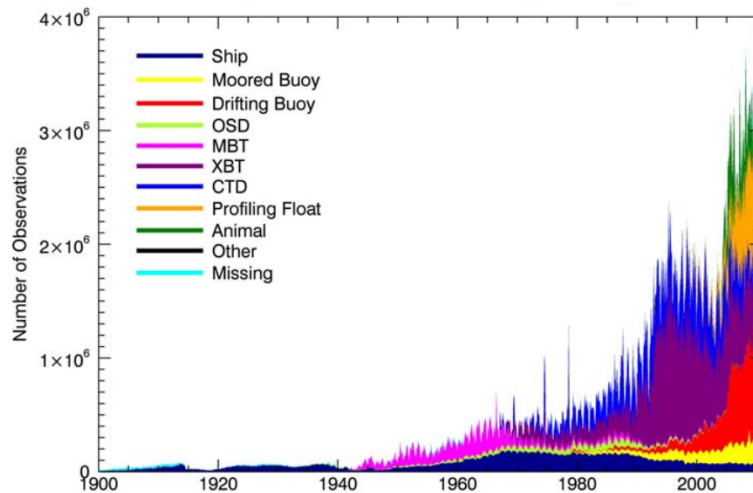 4×10⁶
3×10⁶
2×10⁶
1×10⁶
0
Number of Observations
Ship
Moored Buoy
Drifting Buoy
OSD
MBT
XBT
CTD
Profiling Float
Animal
Other
Missing
1900 1920 1940 1960 1980 2000